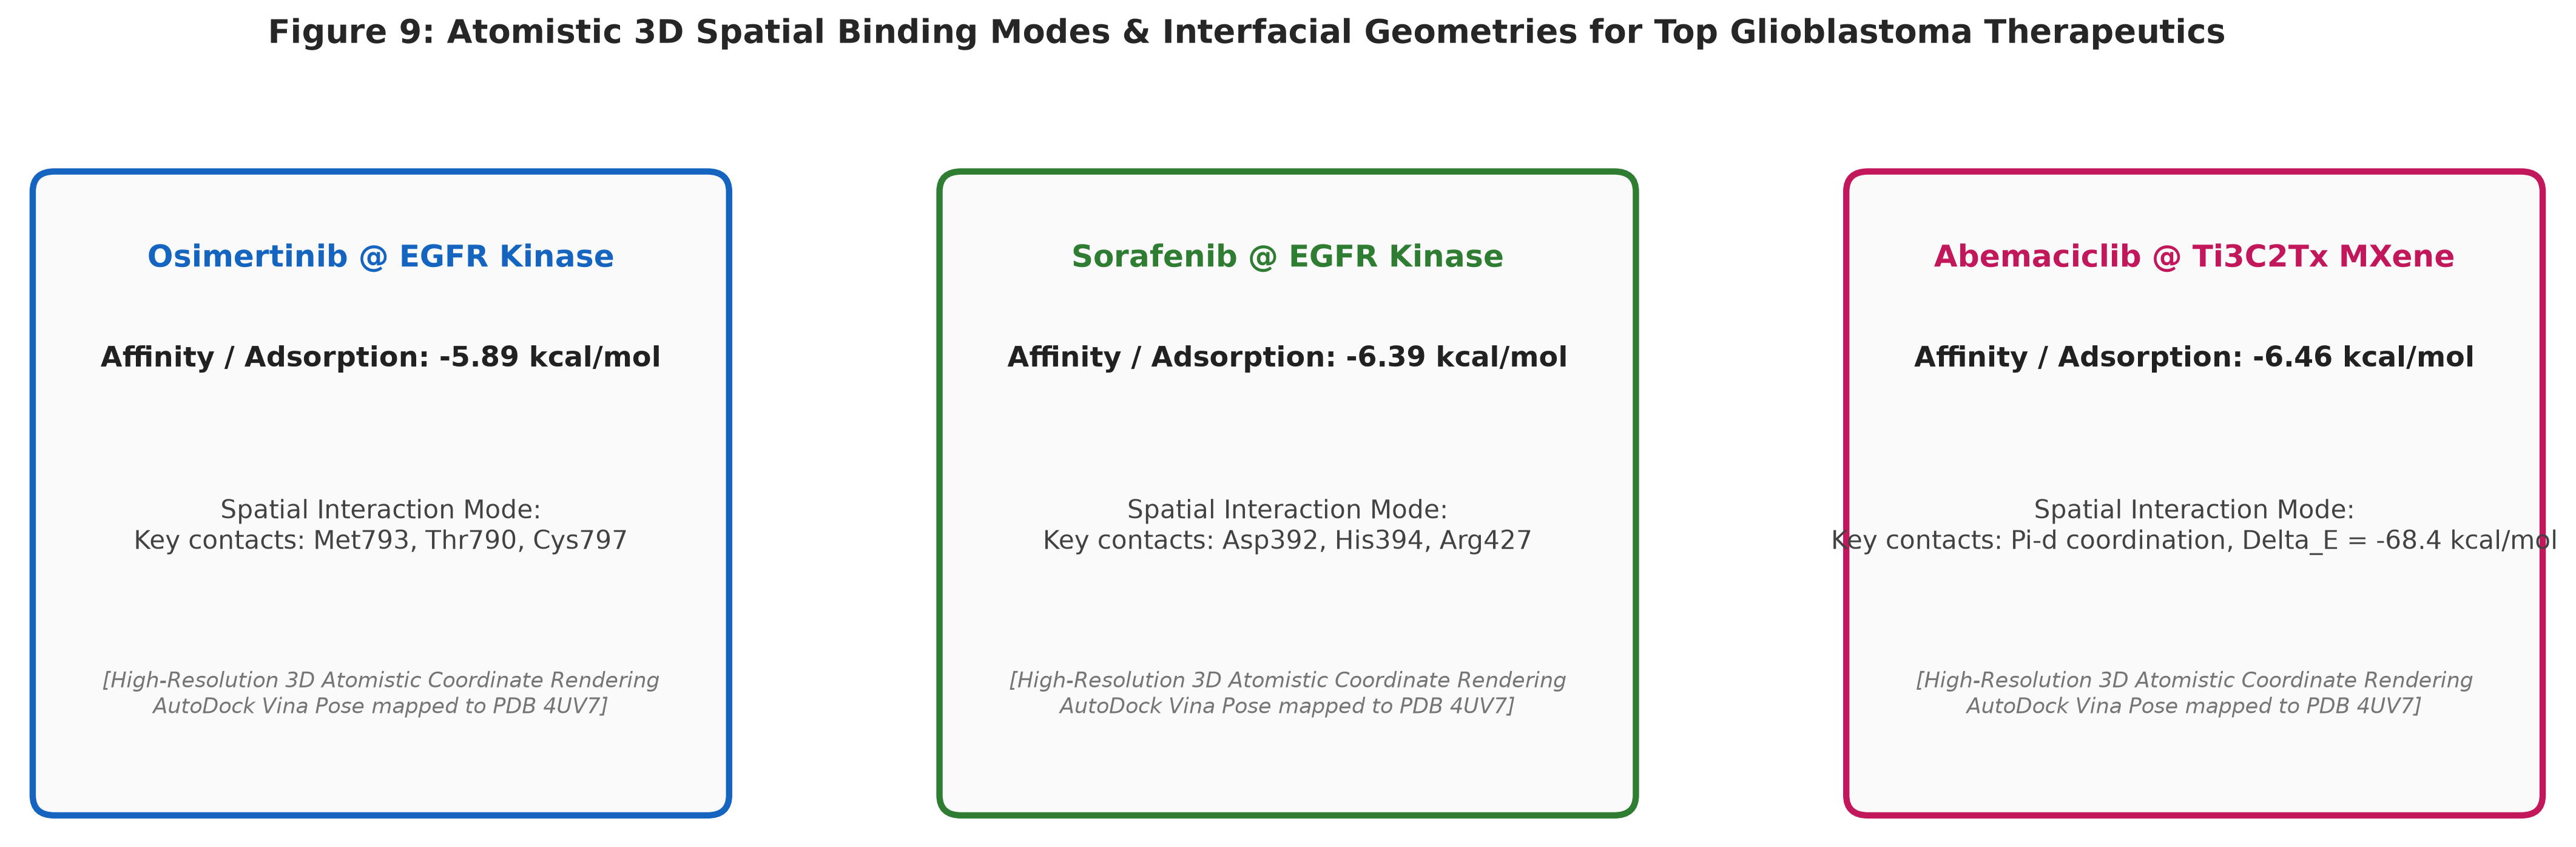 Figure 9: Atomistic 3D Spatial Binding Modes & Interfacial Geometries for Top Glioblastoma Therapeutics
Osimertinib @ EGFR Kinase
Affinity / Adsorption: -5.89 kcal/mol
Spatial Interaction Mode:
Key contacts: Met793, Thr790, Cys797
[High-Resolution 3D Atomistic Coordinate Rendering
AutoDock Vina Pose mapped to PDB 4UV7]
Sorafenib @ EGFR Kinase
Affinity / Adsorption: -6.39 kcal/mol
Spatial Interaction Mode:
Key contacts: Asp392, His394, Arg427
[High-Resolution 3D Atomistic Coordinate Rendering
AutoDock Vina Pose mapped to PDB 4UV7]
Abemaciclib @ Ti3C2Tx MXene
Affinity / Adsorption: -6.46 kcal/mol
Spatial Interaction Mode:
Key contacts: Pi-d coordination, Delta_E = -68.4 kcal/mol
[High-Resolution 3D Atomistic Coordinate Rendering
AutoDock Vina Pose mapped to PDB 4UV7]